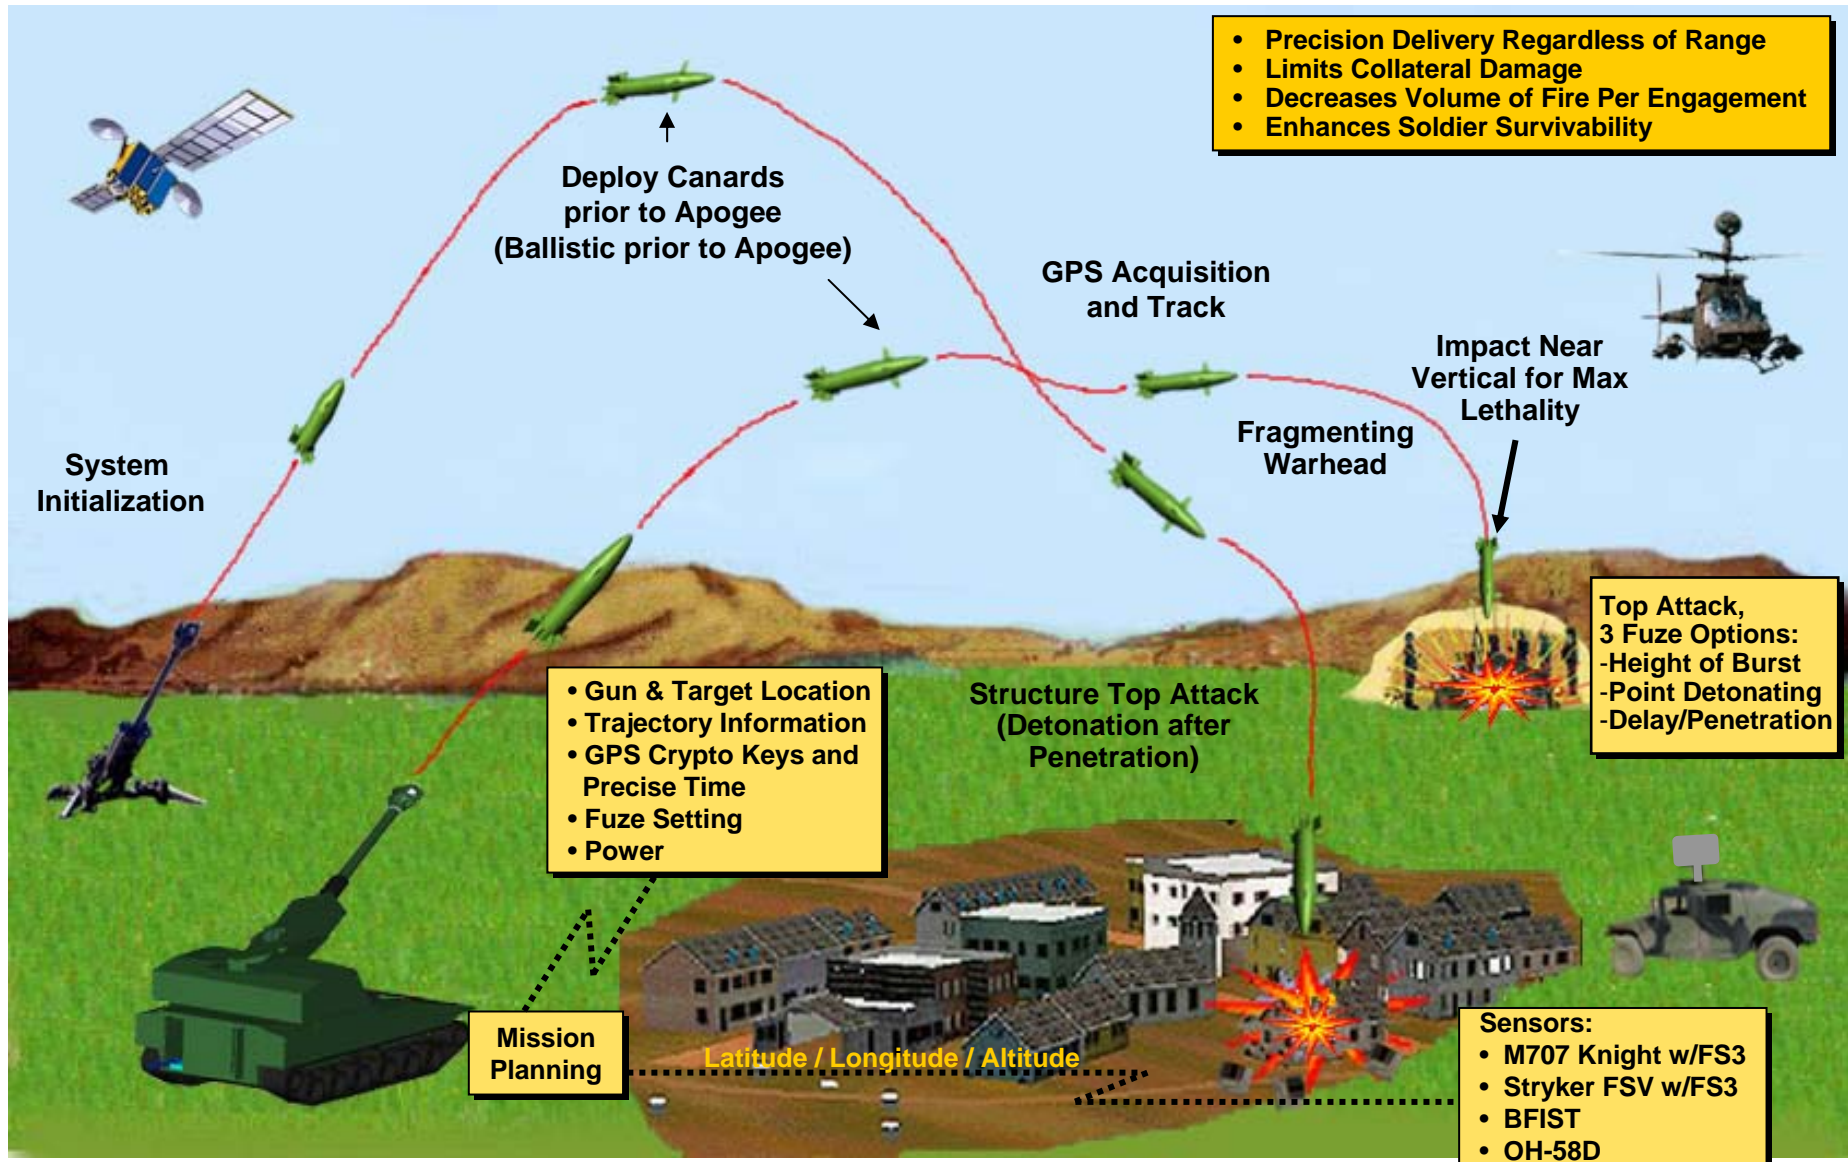 • Precision Delivery Regardless of Range
• Limits Collateral Damage
• Decreases Volume of Fire Per Engagement
• Enhances Soldier Survivability
Deploy Canards
prior to Apogee
(Ballistic prior to Apogee)
GPS Acquisition
and Track
Impact Near
Vertical for Max
Lethality
Fragmenting
Warhead
System
Initialization
Top Attack,
3 Fuze Options:
-Height of Burst
-Point Detonating
-Delay/Penetration
• Gun & Target Location
• Trajectory Information
• GPS Crypto Keys and
Precise Time
• Fuze Setting
• Power
Structure Top Attack
(Detonation after
Penetration)
Mission
Planning
Latitude / Longitude / Altitude
Sensors:
• M707 Knight w/FS3
• Stryker FSV w/FS3
• BFIST
• OH-58D